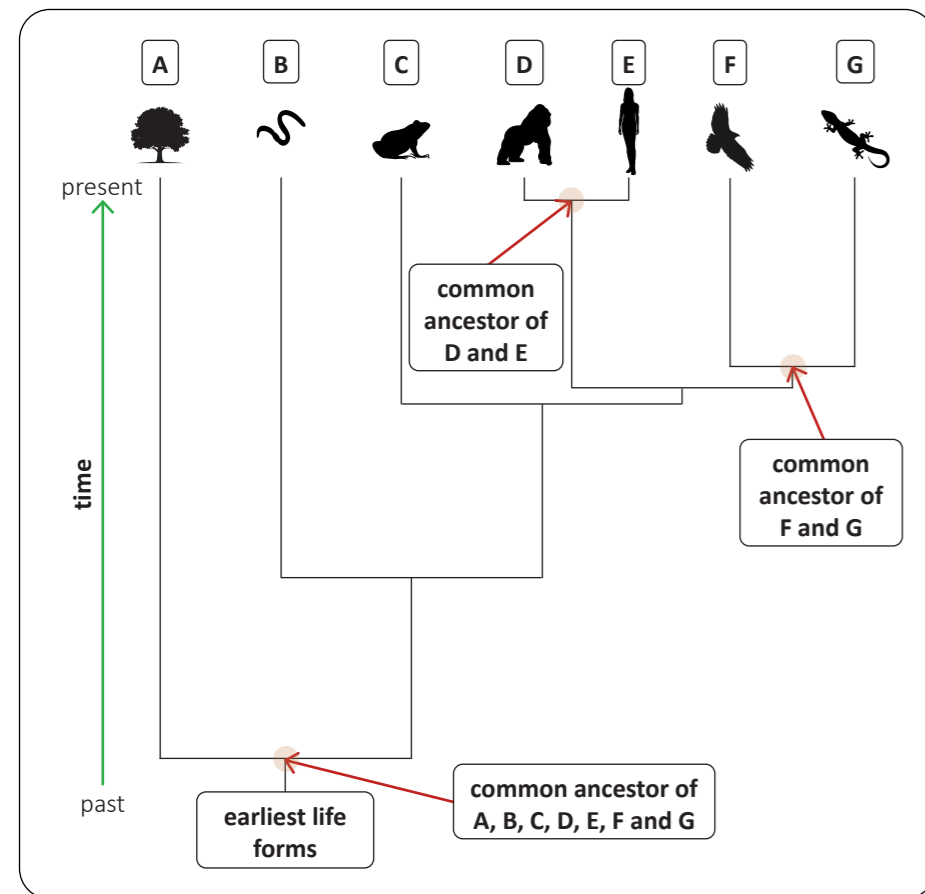 A B C D E F G
present
common
ancestor of
D and E
common
ancestor of
F and G
time
past
earliest life
forms
common ancestor of
A, B, C, D, E, F and G